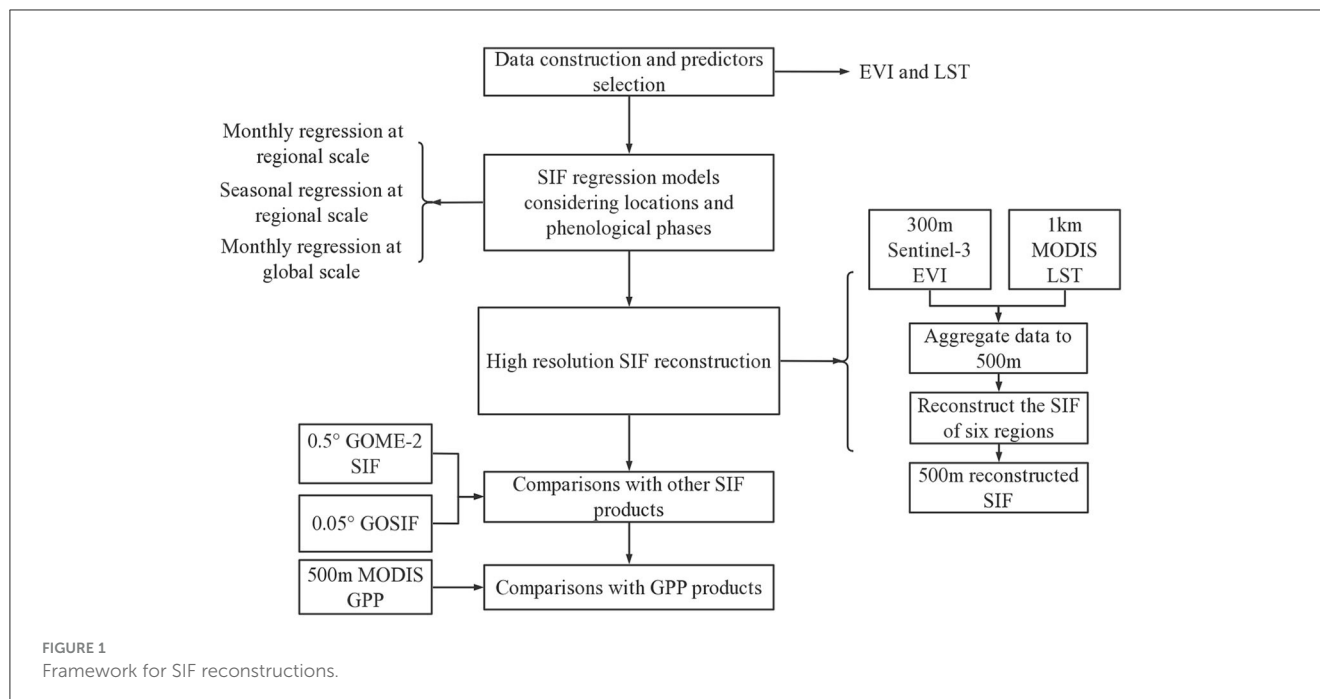 Data construction and predictors
selection
EVI and LST
Monthly regression at
regional scale
Seasonal regression at
regional scale
Monthly regression at
global scale
SIF regression models
considering locations and
phenological phases
300m
Sentinel-3
EVI
1km
MODIS
LST
Aggregate data to
500m
Reconstruct the SIF
of six regions
500m reconstructed
SIF
High resolution SIF reconstruction
0.5° GOME-2
SIF
0.05° GOSIF
Comparisons with other SIF
products
500m MODIS
GPP
Comparisons with GPP products
FIGURE 1
Framework for SIF reconstructions.